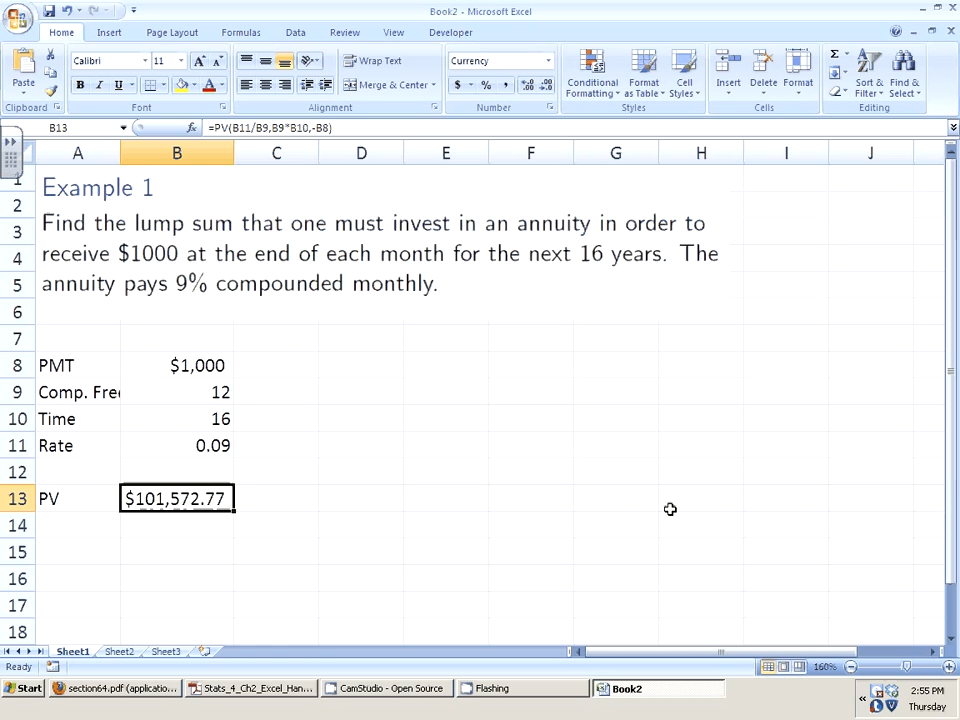 Book2 - Microsoft Excel
Home Insert Page Layout Formulas Data Review View Developer
Paste
Calibri 11 A A
B I U A
Wrap Text
Merge & Center
Currency
$ % , .0 .00 .00 .0
Conditional Formatting
Format as Table
Cell Styles
Insert Delete Format
Σ
Sort & Filter
Find & Select
Clipboard Font Alignment Number Styles Cells Editing
B13 fx =PV(B11/B9,B9*B10,-B8)
A B C D E F G H I J
1
Example 1
2
3 Find the lump sum that one must invest in an annuity in order to
4 receive $1000 at the end of each month for the next 16 years. The
5 annuity pays 9% compounded monthly.
6
7
8 PMT $1,000
9 Comp. Fre 12
10 Time 16
11 Rate 0.09
12
13 PV $101,572.77
14
15
16
17
18
Sheet1 Sheet2 Sheet3
Ready 160%
Start section64.pdf (applicatio... Stats_4_Ch2_Excel_Han... CamStudio - Open Source Flashing Book2
2:55 PM
Thursday